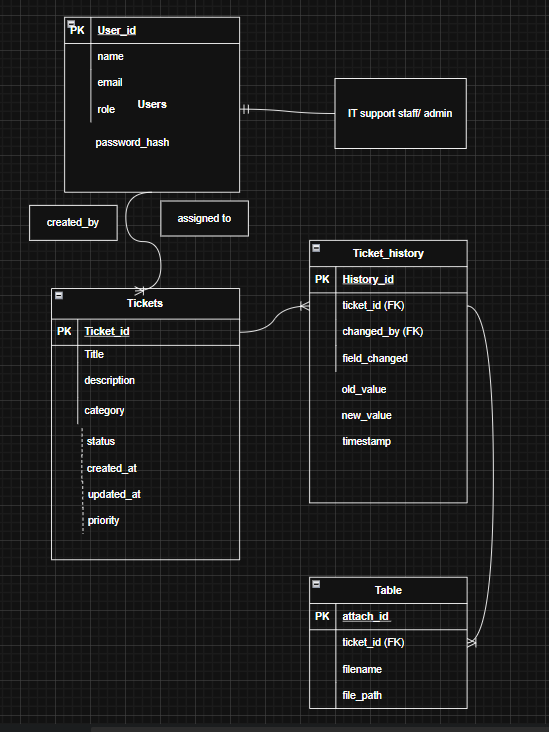 PK User_id
name
email
role
Users
password_hash
IT support staff/ admin
created_by
assigned to
Tickets
PK Ticket_id
Title
description
category
status
created_at
updated_at
priority
Ticket_history
PK History_id
ticket_id (FK)
changed_by (FK)
field_changed
old_value
new_value
timestamp
Table
PK attach_id
ticket_id (FK)
filename
file_path